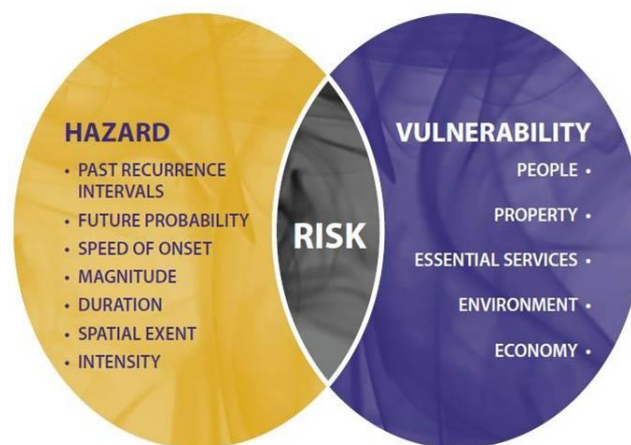 HAZARD
• PAST RECURRENCE
INTERVALS
• FUTURE PROBABILITY
• SPEED OF ONSET
• MAGNITUDE
• DURATION
• SPATIAL EXENT
• INTENSITY
RISK
VULNERABILITY
PEOPLE •
PROPERTY •
ESSENTIAL SERVICES •
ENVIRONMENT •
ECONOMY •